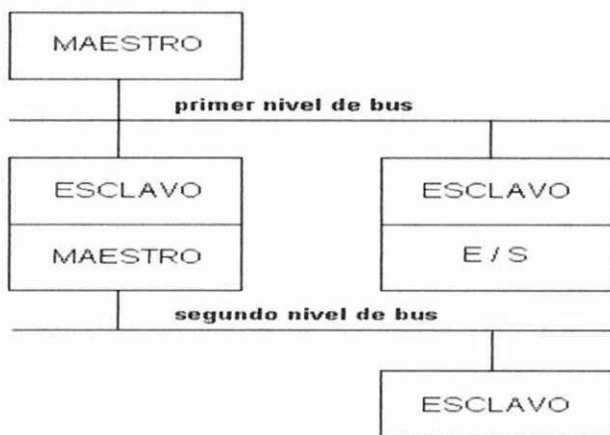 MAESTRO
primer nivel de bus
ESCLAVO
ESCLAVO
MAESTRO
E / S
segundo nivel de bus
ESCLAVO